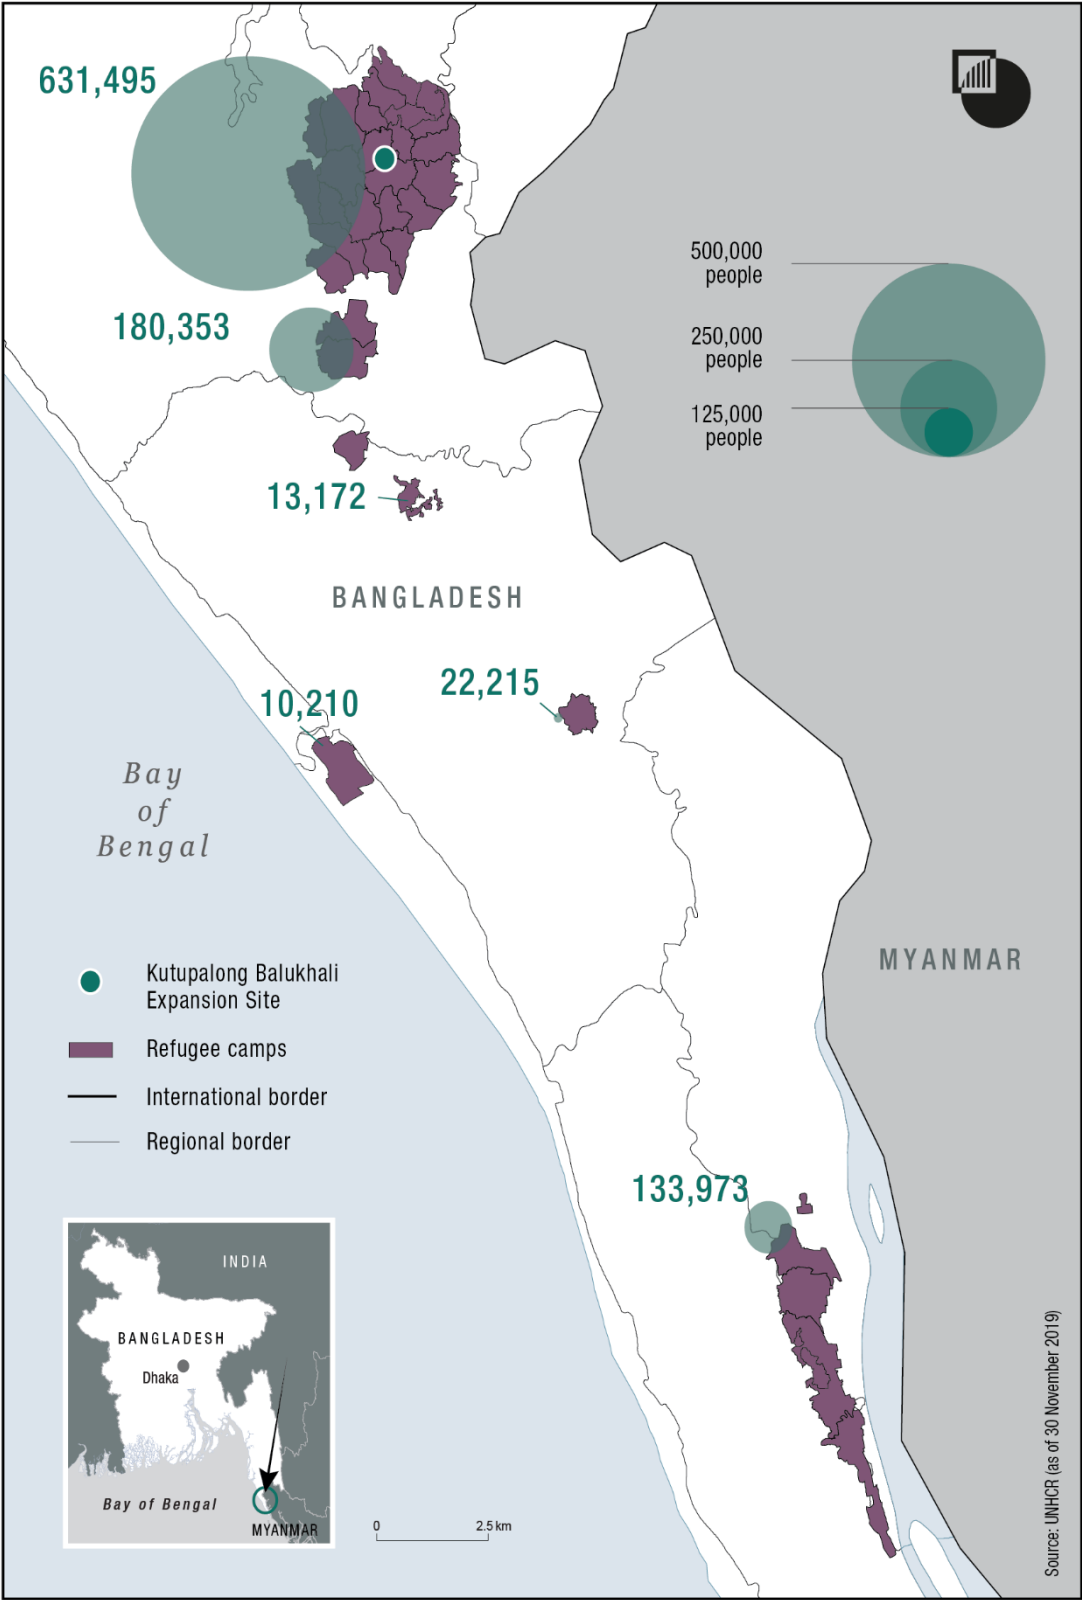 631,495
180,353
13,172
500,000
people
250,000
people
125,000
people
BANGLADESH
22,215
10,210
Bay
of
Bengal
MYANMAR
Kutupalong Balukhali
Expansion Site
Refugee camps
International border
Regional border
133,973
INDIA
BANGLADESH
Dhaka
Bay of Bengal
MYANMAR
0 2.5 km
Source: UNHCR (as of 30 November 2019)